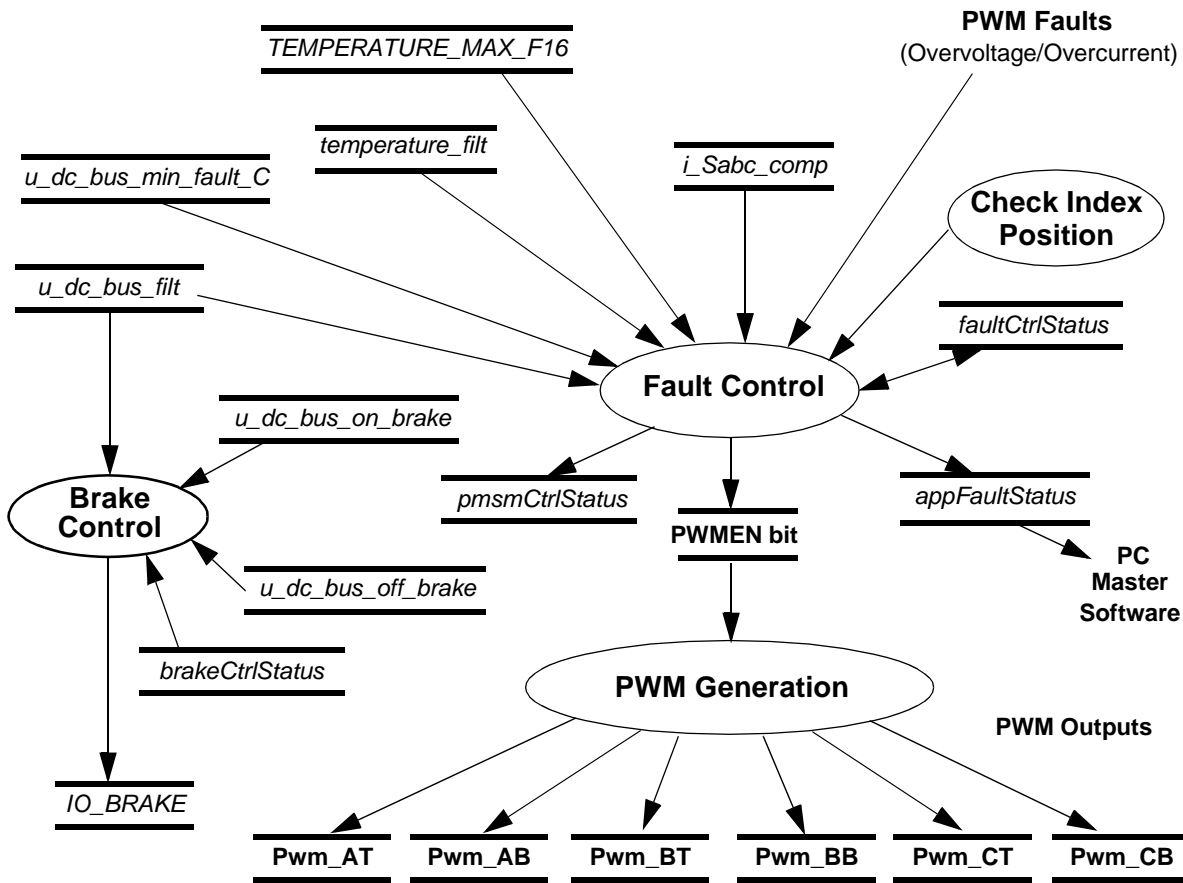 TEMPERATURE_MAX_F16
PWM Faults
(Overvoltage/Overcurrent)
temperature_filt
i_Sabc_comp
u_dc_bus_min_fault_C
Check Index
Position
u_dc_bus_filt
faultCtrlStatus
Fault Control
u_dc_bus_on_brake
pmsmCtrlStatus
appFaultStatus
Brake
Control
PWMEN bit
PC
Master
Software
u_dc_bus_off_brake
brakeCtrlStatus
PWM Generation
PWM Outputs
IO_BRAKE
Pwm_AT
Pwm_AB
Pwm_BT
Pwm_BB
Pwm_CT
Pwm_CB